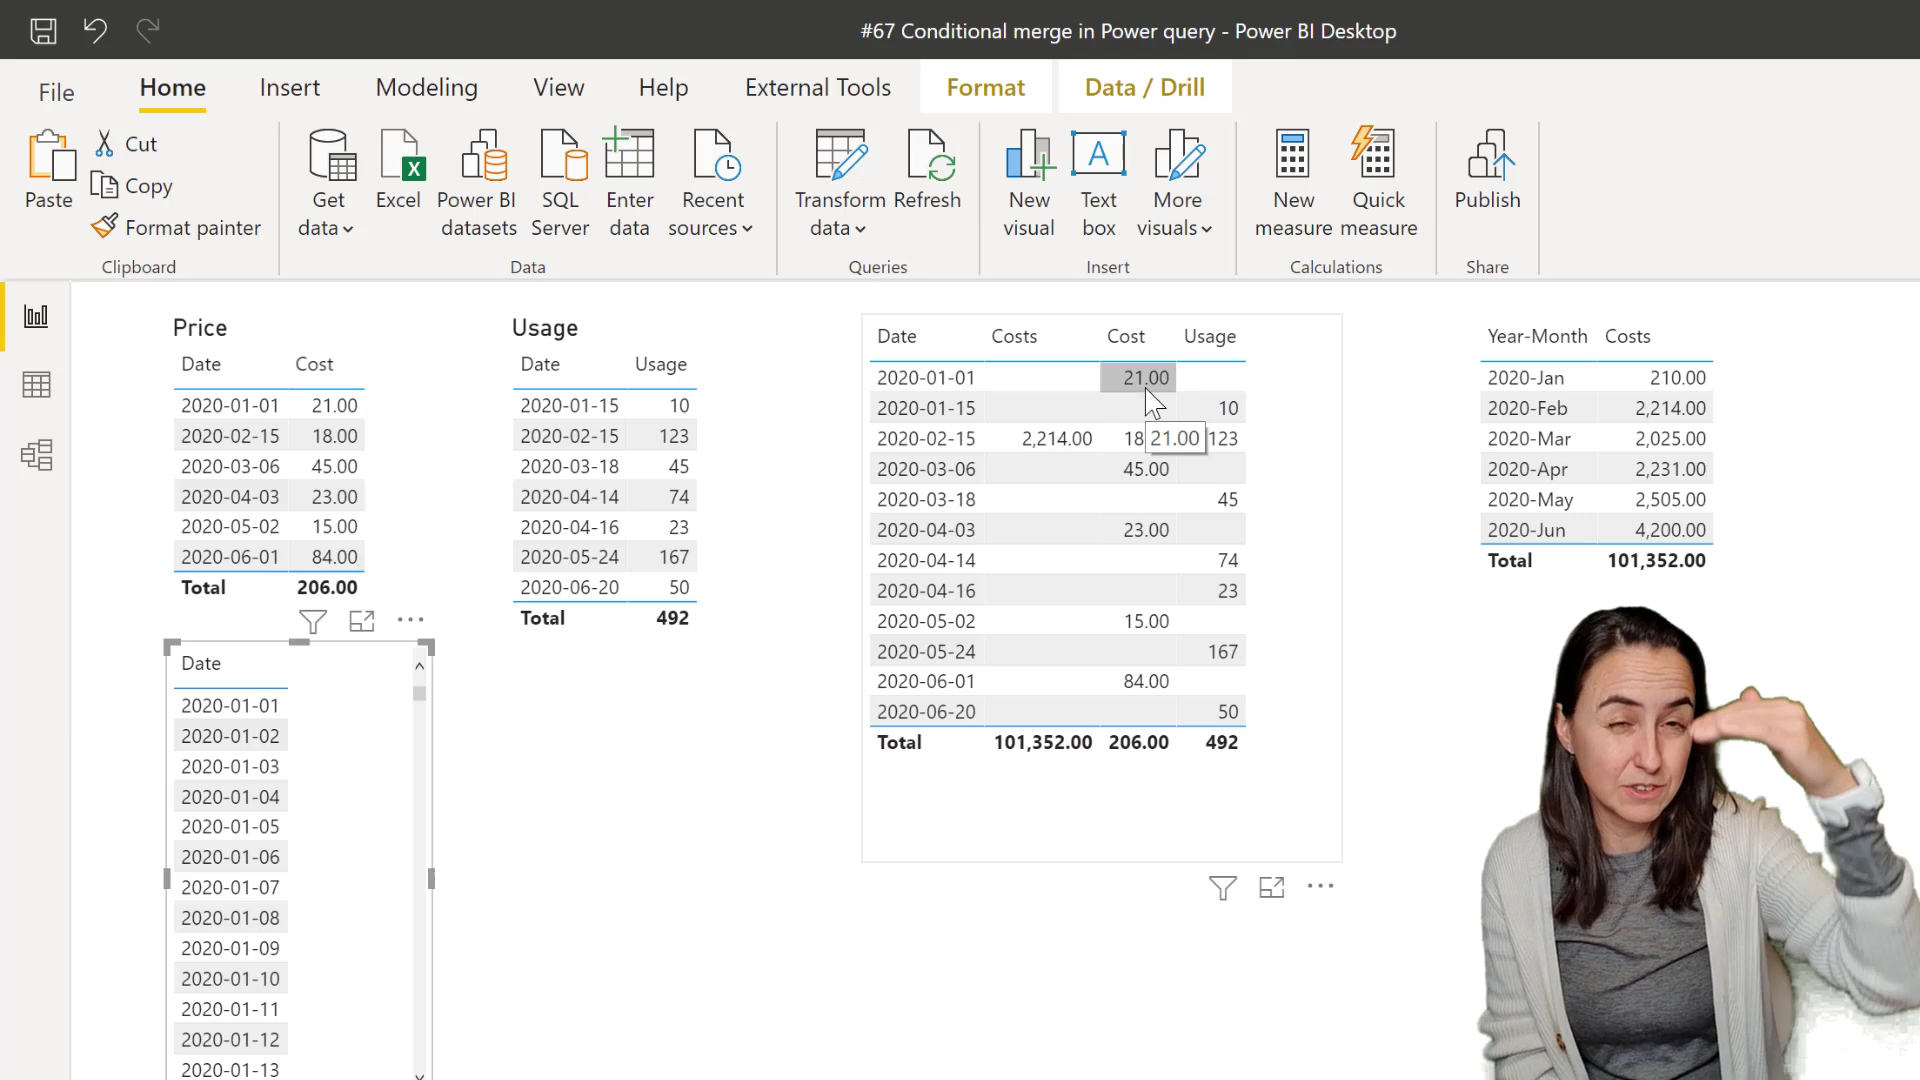 #67 Conditional merge in Power query - Power BI Desktop
File Home Insert Modeling View Help External Tools Format Data / Drill
Paste
Cut
Copy
Format painter
Clipboard
Get data
Excel
Power BI datasets
SQL Server
Enter data
Recent sources
Data
Transform data
Refresh
Queries
New visual
Text box
More visuals
Insert
New measure
Quick measure
Calculations
Publish
Share
Price
Date Cost
2020-01-01 21.00
2020-02-15 18.00
2020-03-06 45.00
2020-04-03 23.00
2020-05-02 15.00
2020-06-01 84.00
Total 206.00
Date
2020-01-01
2020-01-02
2020-01-03
2020-01-04
2020-01-05
2020-01-06
2020-01-07
2020-01-08
2020-01-09
2020-01-10
2020-01-11
2020-01-12
2020-01-13
Usage
Date Usage
2020-01-15 10
2020-02-15 123
2020-03-18 45
2020-04-14 74
2020-04-16 23
2020-05-24 167
2020-06-20 50
Total 492
Date Costs Cost Usage
2020-01-01 21.00
2020-01-15 10
2020-02-15 2,214.00 18 21.00 123
2020-03-06 45.00
2020-03-18 45
2020-04-03 23.00
2020-04-14 74
2020-04-16 23
2020-05-02 15.00
2020-05-24 167
2020-06-01 84.00
2020-06-20 50
Total 101,352.00 206.00 492
Year-Month Costs
2020-Jan 210.00
2020-Feb 2,214.00
2020-Mar 2,025.00
2020-Apr 2,231.00
2020-May 2,505.00
2020-Jun 4,200.00
Total 101,352.00